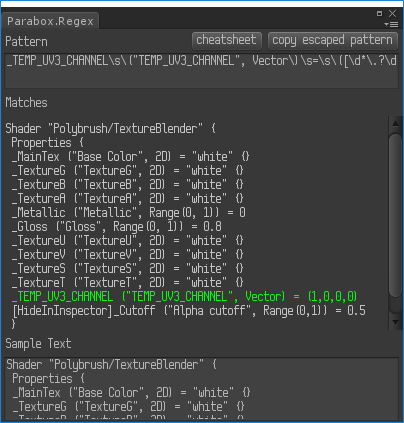 Parabox.Regex
Pattern
cheatsheet
copy escaped pattern
_TEMP_UV3_CHANNEL\s\("TEMP_UV3_CHANNEL", Vector\)\s=\s\([\d*\.?\d
Matches
Shader "Polybrush/TextureBlender" {
Properties {
_MainTex ("Base Color", 2D) = "white" {}
_TextureG ("TextureG", 2D) = "white" {}
_TextureB ("TextureB", 2D) = "white" {}
_TextureA ("TextureA", 2D) = "white" {}
_Metallic ("Metallic", Range(0, 1)) = 0
_Gloss ("Gloss", Range(0, 1)) = 0.8
_TextureU ("TextureU", 2D) = "white" {}
_TextureV ("TextureV", 2D) = "white" {}
_TextureS ("TextureS", 2D) = "white" {}
_TextureT ("TextureT", 2D) = "white" {}
_TEMP_UV3_CHANNEL ("TEMP_UV3_CHANNEL", Vector) = (1,0,0,0)
[HideInInspector]_Cutoff ("Alpha cutoff", Range(0,1)) = 0.5
}
Sample Text
Shader "Polybrush/TextureBlender" {
Properties {
_MainTex ("Base Color", 2D) = "white" {}
_TextureG ("TextureG", 2D) = "white" {}
_TextureB ("TextureB", 2D) = "white" {}